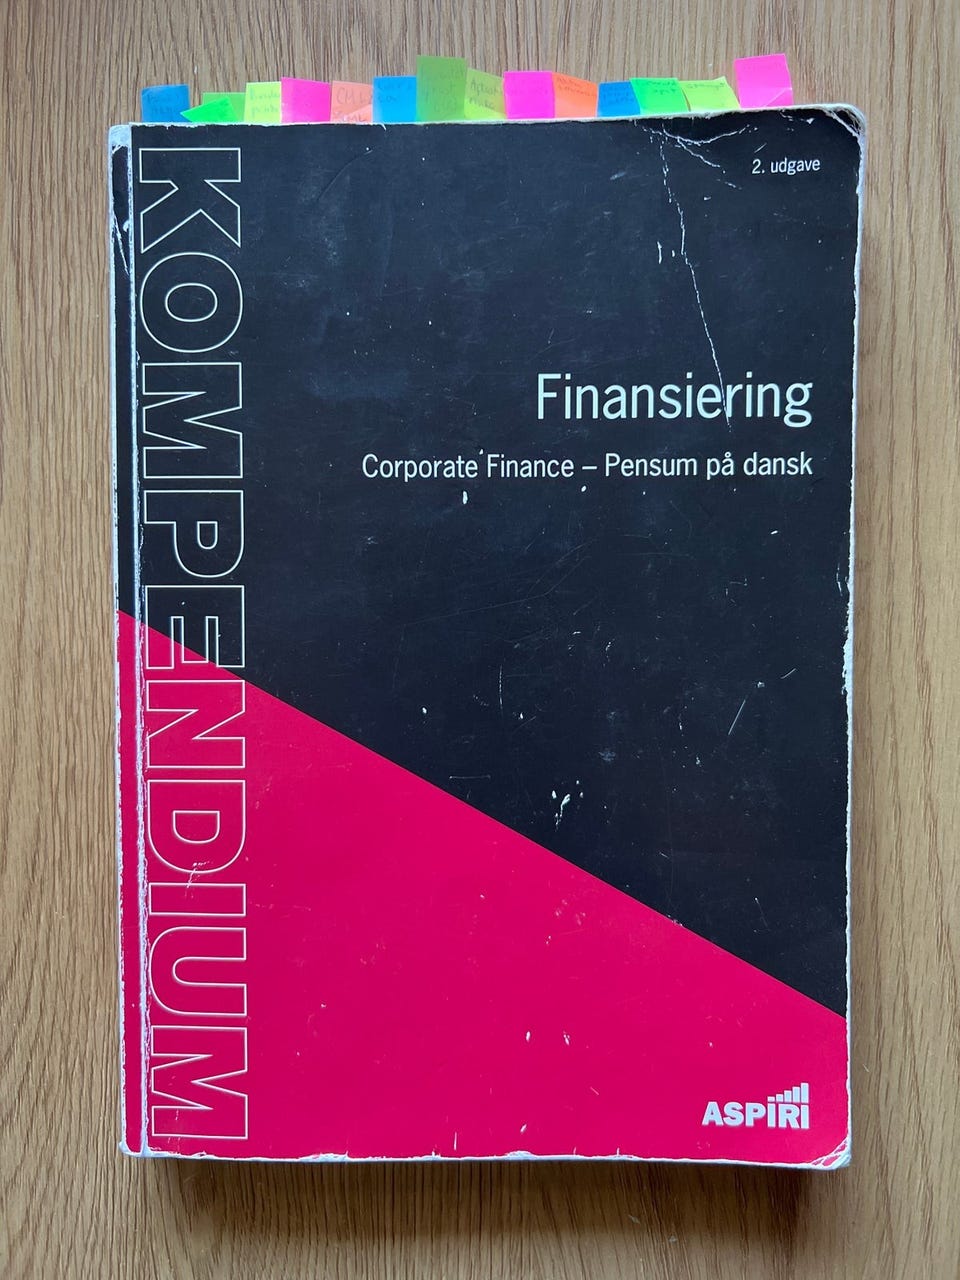 2. udgave
KOMPENDIUM
Finansiering
Corporate Finance – Pensum på dansk
ASPIRI